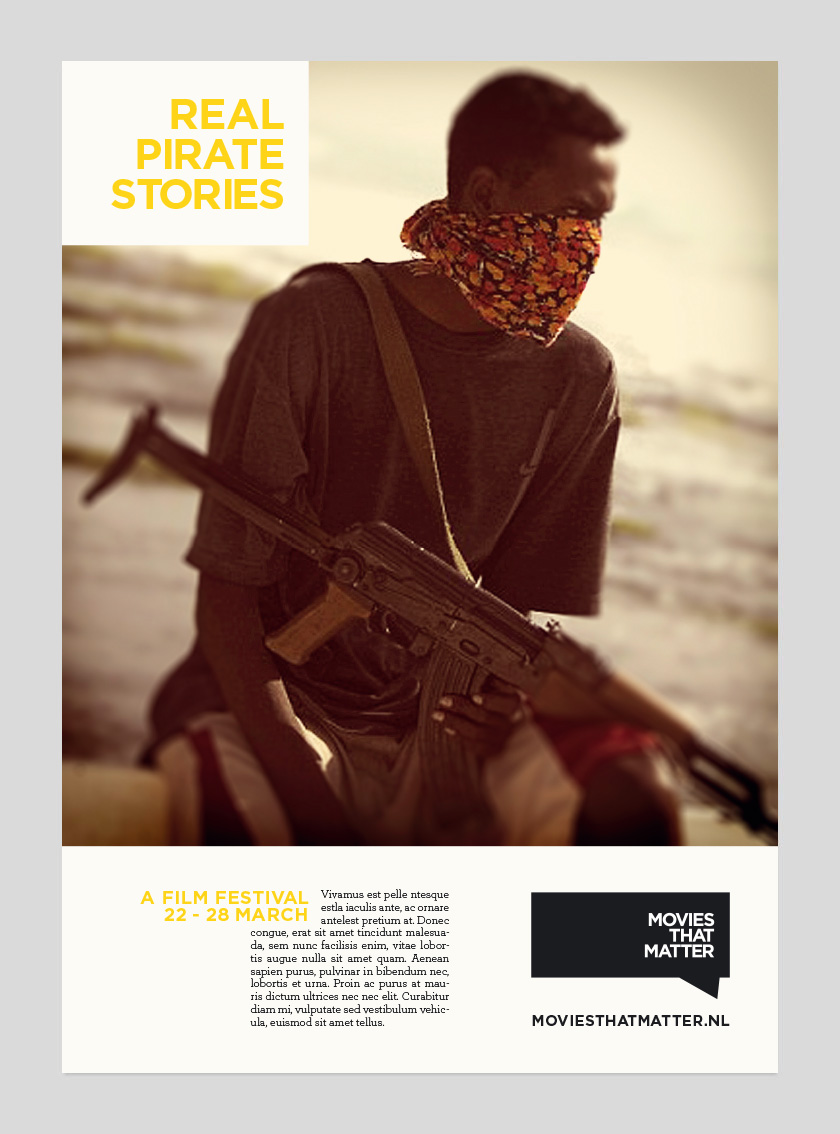 REAL
PIRATE
STORIES
A FILM FESTIVAL
22 - 28 MARCH
Vivamus est pelle ntesque
estla iaculis ante, ac ornare
antelest pretium at. Donec
congue, erat sit amet tincidunt malesua-
da, sem nunc facilisis enim, vitae lobor-
tis augue nulla sit amet quam. Aenean
sapien purus, pulvinar in bibendum nec,
lobortis et urna. Proin ac purus at mau-
ris dictum ultrices nec nec elit. Curabitur
diam mi, vulputate sed vestibulum vehic-
ula, euismod sit amet tellus.
MOVIES
THAT
MATTER
MOVIESTHATMATTER.NL